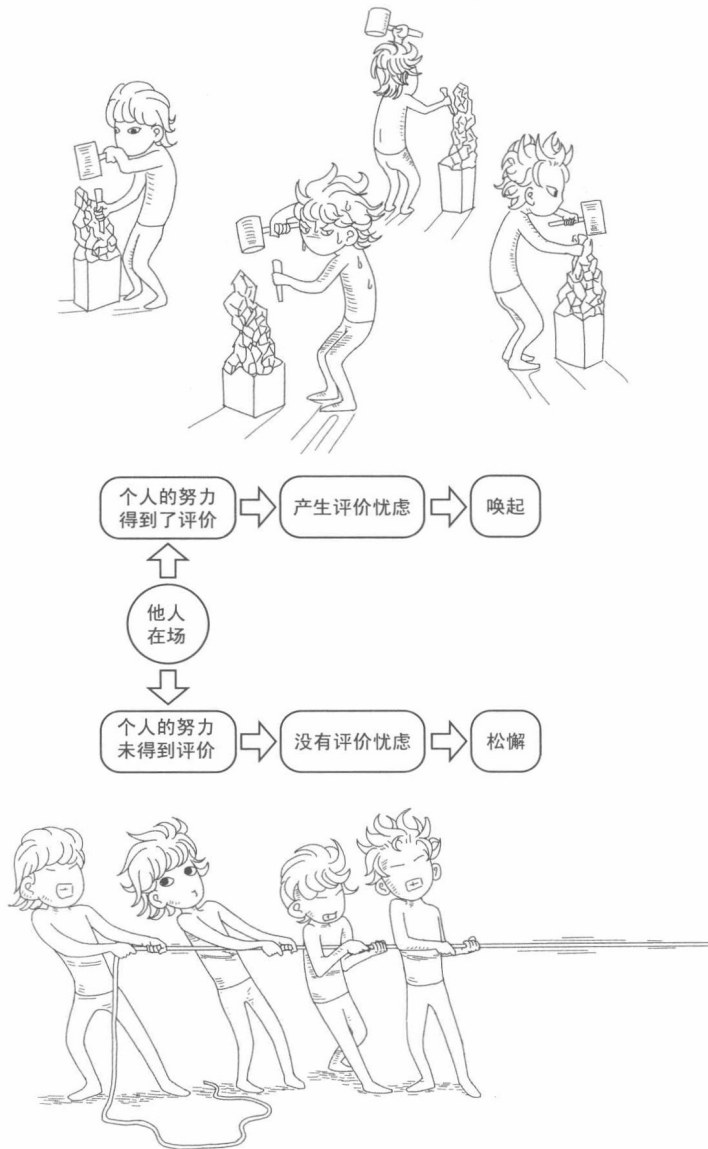 个人的努力
得到了评价
产生评价忧虑
唤起
他人
在场
个人的努力
未得到评价
没有评价忧虑
松懈